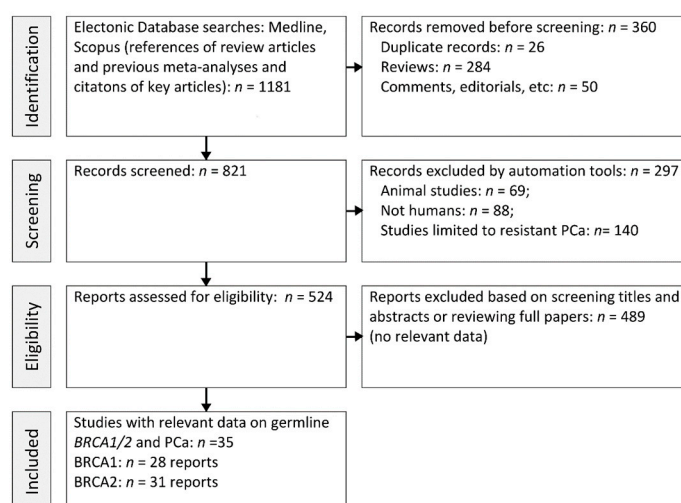 Identification
Electonic Database searches: Medline,
Scopus (references of review articles
and previous meta-analyses and
citatons of key articles): n = 1181
Records removed before screening: n = 360
Duplicate records: n = 26
Reviews: n = 284
Comments, editorials, etc: n = 50
Screening
Records screened: n = 821
Records excluded by automation tools: n = 297
Animal studies: n = 69;
Not humans: n = 88;
Studies limited to resistant PCa: n= 140
Eligibility
Reports assessed for eligibility: n = 524
Reports excluded based on screening titles and
abstracts or reviewing full papers: n = 489
(no relevant data)
Included
Studies with relevant data on germline
BRCA1/2 and PCa: n =35
BRCA1: n = 28 reports
BRCA2: n = 31 reports